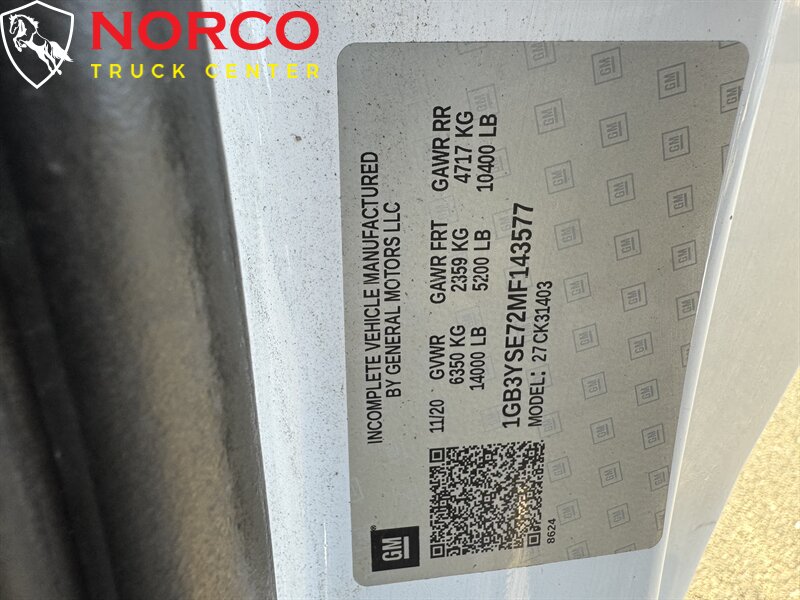 NORCO
TRUCK CENTER
INCOMPLETE VEHICLE MANUFACTURED
BY GENERAL MOTORS LLC
11/20 GVWR GAWR FRT GAWR RR
6350 KG 2359 KG 4717 KG
14000 LB 5200 LB 10400 LB
1GB3YSE72MF143577
MODEL: 27 CK31403
8624
GM®